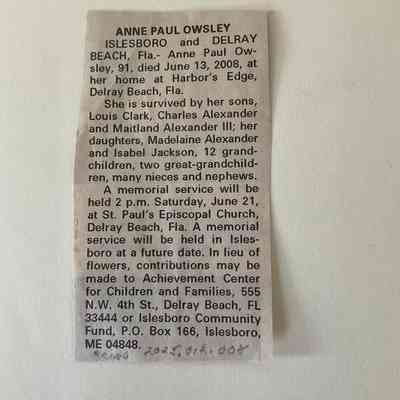 ANNE PAUL OWSLEY
ISLESBORO and DELRAY
BEACH, Fla.- Anne Paul Ow-
sley, 91, died June 13, 2008, at
her home at Harbor's Edge,
Delray Beach, Fla.
She is survived by her sons,
Louis Clark, Charles Alexander
and Maitland Alexander III; her
daughters, Madelaine Alexander
and Isabel Jackson, 12 grand-
children, two great-grandchild-
ren, many nieces and nephews.
A memorial service will be
held 2 p.m. Saturday, June 21,
at St. Paul's Episcopal Church,
Delray Beach, Fla. A memorial
service will be held in Isles-
boro at a future date. In lieu of
flowers, contributions may be
made to Achievement Center
for Children and Families, 555
N.W. 4th St., Delray Beach, FL
33444 or Islesboro Community
Fund, P.O. Box 166, Islesboro,
ME 04848.
2025.015.008